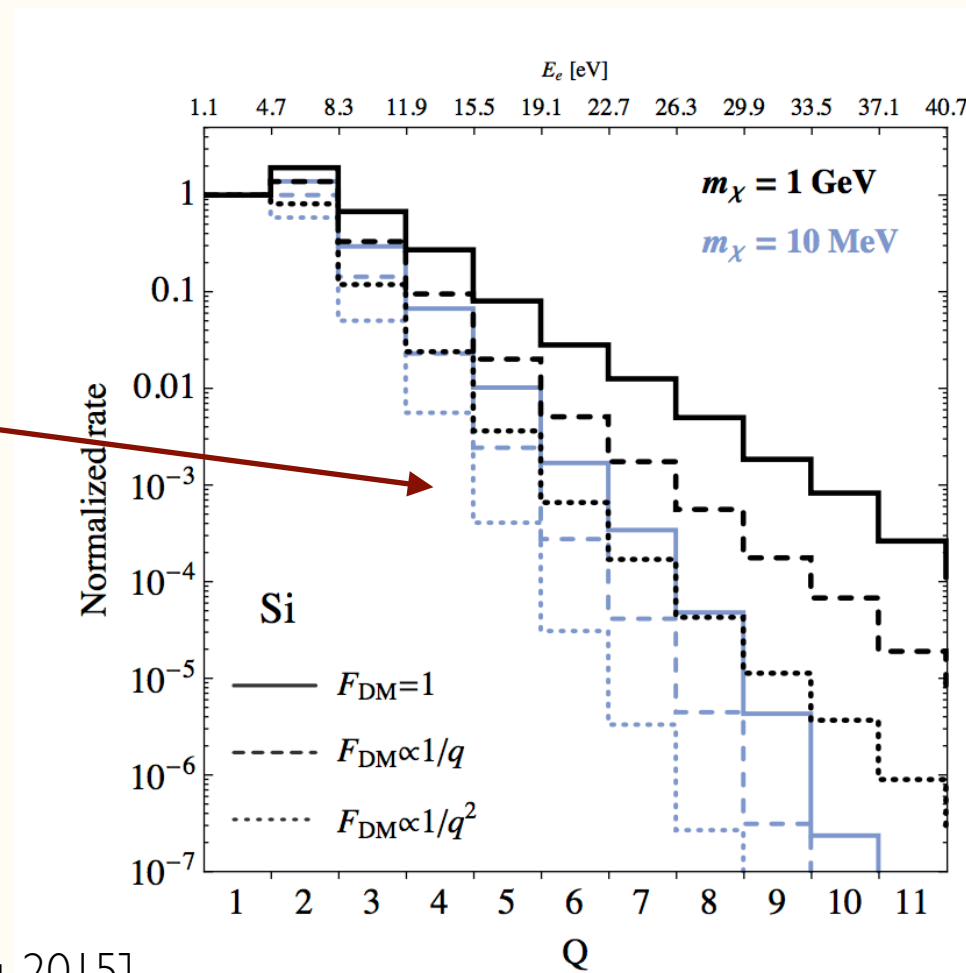 E_e [eV]
1.1 4.7 8.3 11.9 15.5 19.1 22.7 26.3 29.9 33.5 37.1 40.7
m_χ = 1 GeV
m_χ = 10 MeV
1
0.1
0.01
10^{-3}
10^{-4}
10^{-5}
10^{-6}
10^{-7}
Normalized rate
Si
F_DM=1
F_DM∝1/q
F_DM∝1/q^2
1 2 3 4 5 6 7 8 9 10 11
Q
2015]